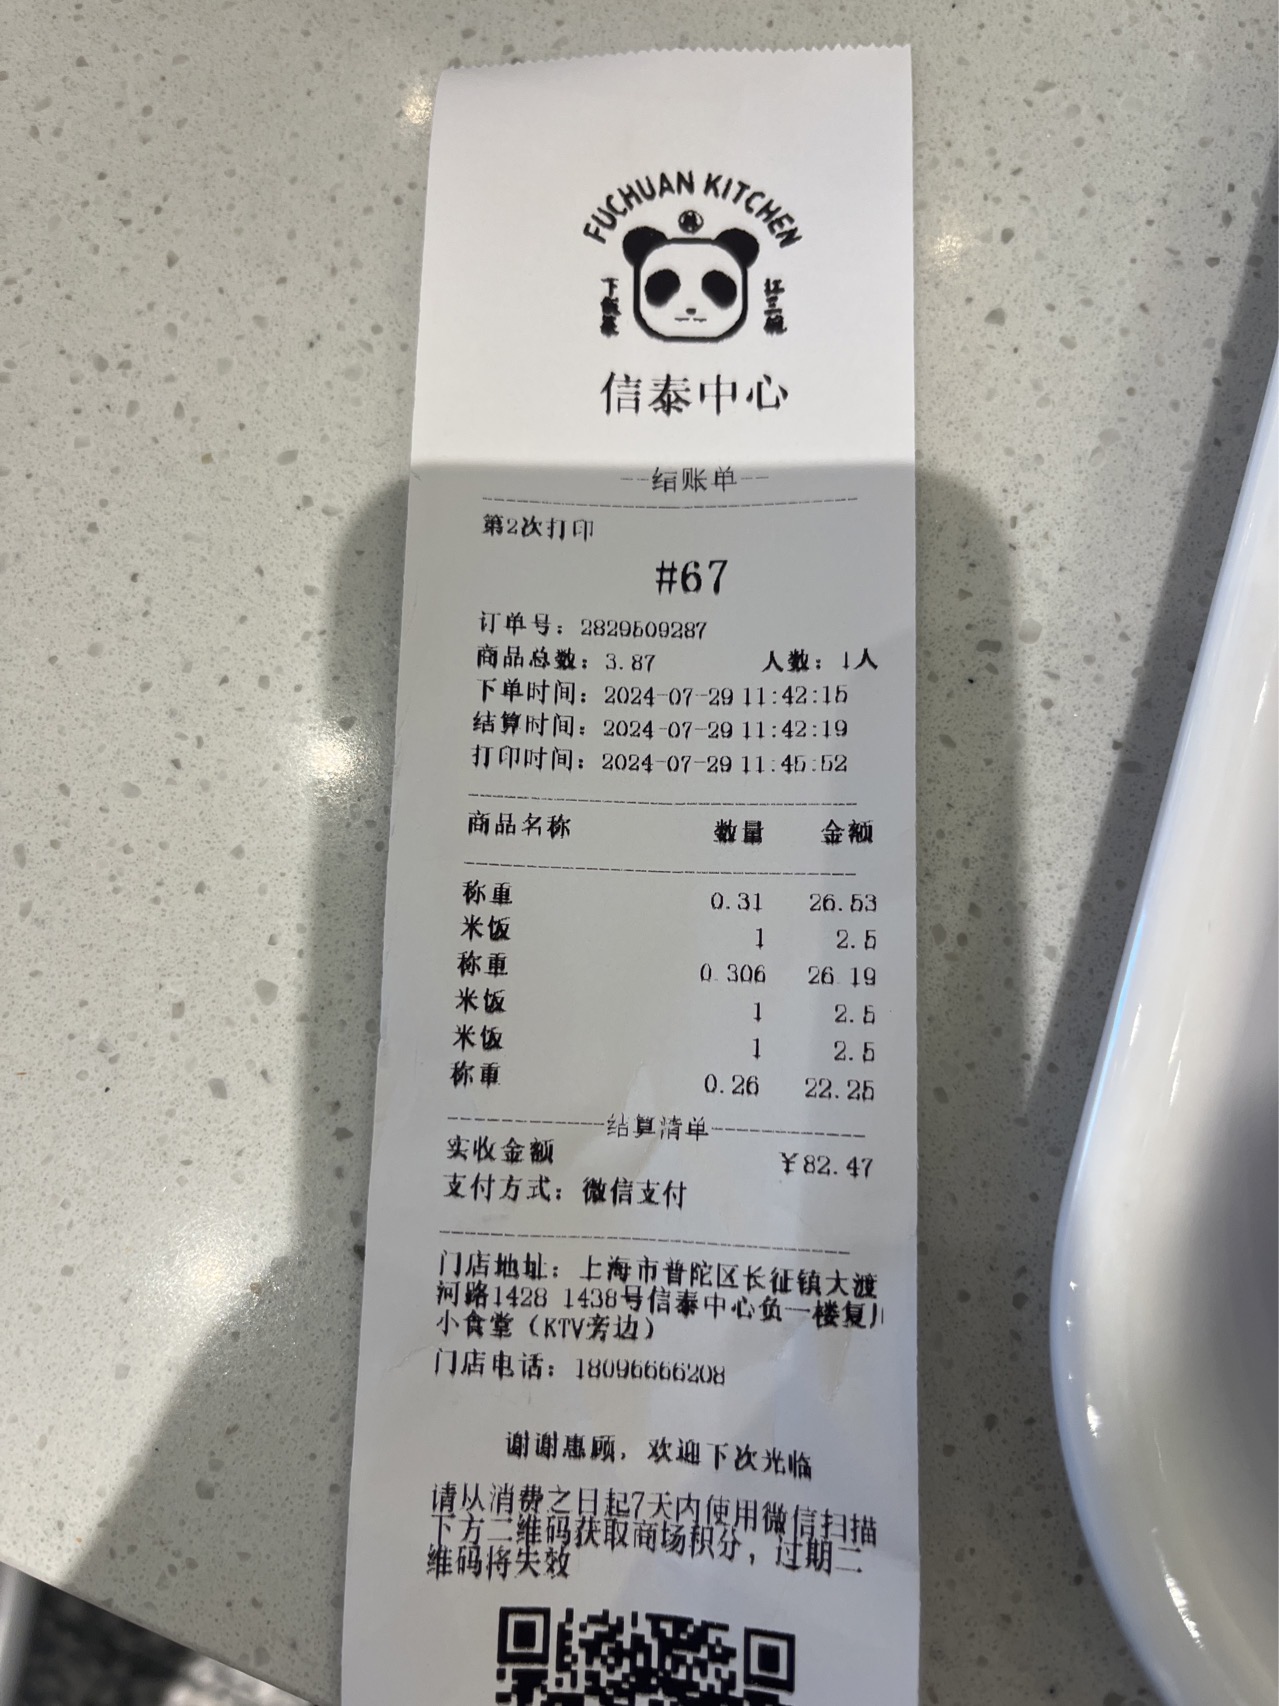 FUCHUAN KITCHEN
下飯菜
江三碗
信泰中心
--结账单--
第2次打印
#67
订单号：2829509287
商品总数：3.87 人数：1人
下单时间：2024-07-29 11:42:15
结算时间：2024-07-29 11:42:19
打印时间：2024-07-29 11:45:52
商品名称 数量 金额
称重 0.31 26.53
米饭 1 2.5
称重 0.306 26.19
米饭 1 2.5
米饭 1 2.5
称重 0.26 22.25
结算清单
实收金额 ￥82.47
支付方式：微信支付
门店地址：上海市普陀区长征镇大渡
河路1428 1438号信泰中心负一楼复川
小食堂（KTV旁边）
门店电话：18096666208
谢谢惠顾，欢迎下次光临
请从消费之日起7天内使用微信扫描
下方二维码获取商场积分，过期二
维码将失效